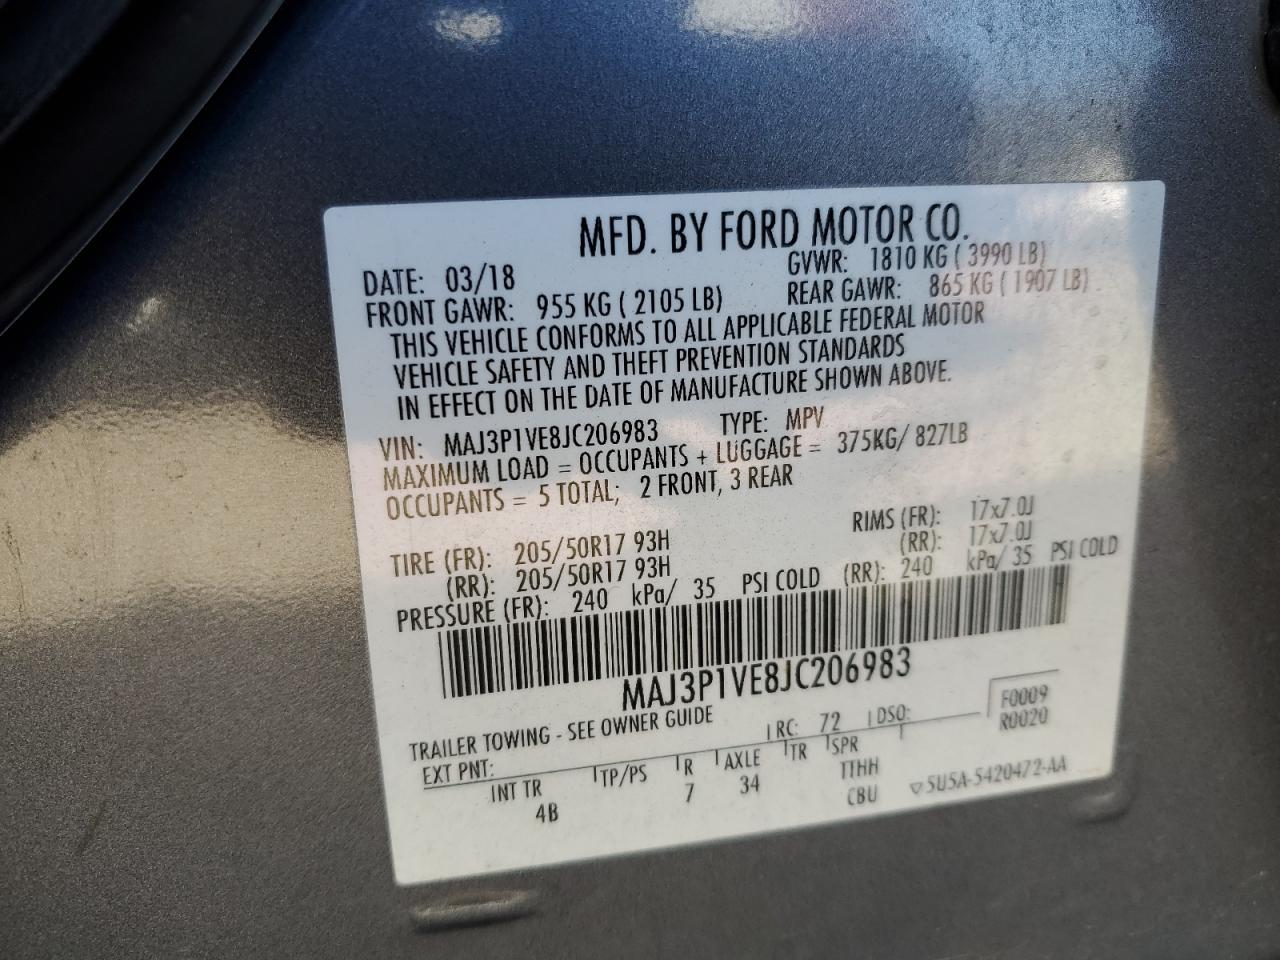 MFD. BY FORD MOTOR CO.
DATE: 03/18 GVWR: 1810 KG ( 3990 LB)
FRONT GAWR: 955 KG ( 2105 LB) REAR GAWR: 865 KG ( 1907 LB)
THIS VEHICLE CONFORMS TO ALL APPLICABLE FEDERAL MOTOR
VEHICLE SAFETY AND THEFT PREVENTION STANDARDS
IN EFFECT ON THE DATE OF MANUFACTURE SHOWN ABOVE.
VIN: MAJ3P1VE8JC206983 TYPE: MPV
MAXIMUM LOAD = OCCUPANTS + LUGGAGE = 375KG/ 827LB
OCCUPANTS = 5 TOTAL; 2 FRONT, 3 REAR
TIRE (FR): 205/50R17 93H RIMS (FR): 17x7.0J
(RR): 205/50R17 93H (RR): 17x7.0J
PRESSURE (FR): 240 kPa/ 35 PSI COLD (RR): 240 kPa/ 35 PSI COLD
MAJ3P1VE8JC206983
TRAILER TOWING - SEE OWNER GUIDE
F0009
R0020
EXT PNT: RC: 72 DSO:
INT TR TP/PS R AXLE TR SPR
4B 7 34 TTHH
CBU
5U5A-5420472-AA